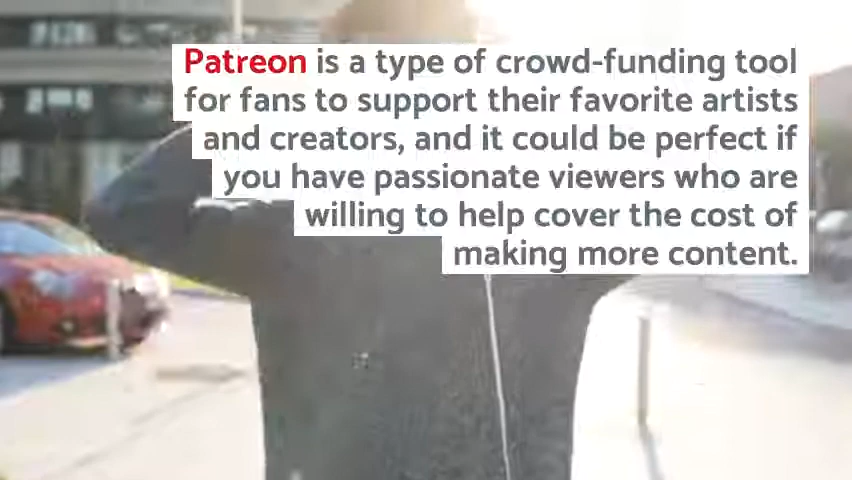 Patreon is a type of crowd-funding tool
for fans to support their favorite artists
and creators, and it could be perfect if
you have passionate viewers who are
willing to help cover the cost of
making more content.